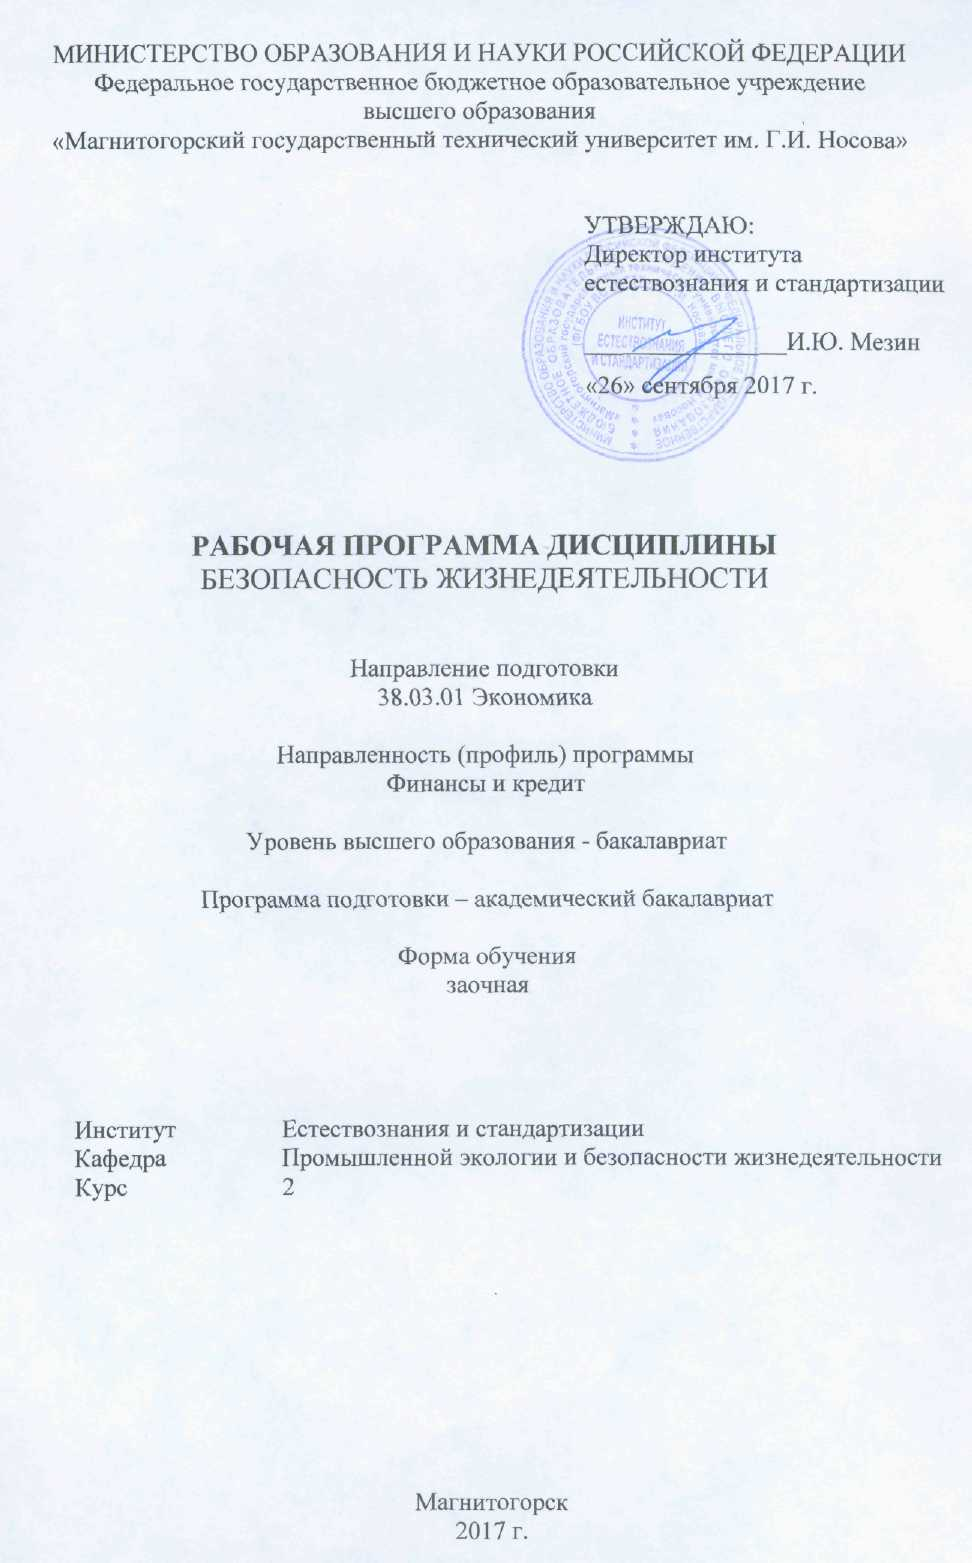 МИНИСТЕРСТВО ОБРАЗОВАНИЯ И НАУКИ РОССИЙСКОЙ ФЕДЕРАЦИИ
Федеральное государственное бюджетное образовательное учреждение
высшего образования
«Магнитогорский государственный технический университет им. Г.И. Носова»
УТВЕРЖДАЮ:
Директор института
естествознания и стандартизации
И.Ю. Мезин
«26» сентября 2017 г.
ИНСТИТУТ
ЕСТЕСТВОЗНАНИЯ
И СТАНДАРТИЗАЦИИ
РАБОЧАЯ ПРОГРАММА ДИСЦИПЛИНЫ
БЕЗОПАСНОСТЬ ЖИЗНЕДЕЯТЕЛЬНОСТИ
Направление подготовки
38.03.01 Экономика
Направленность (профиль) программы
Финансы и кредит
Уровень высшего образования - бакалавриат
Программа подготовки – академический бакалавриат
Форма обучения
заочная
Институт Естествознания и стандартизации
Кафедра Промышленной экологии и безопасности жизнедеятельности
Курс 2
Магнитогорск
2017 г.